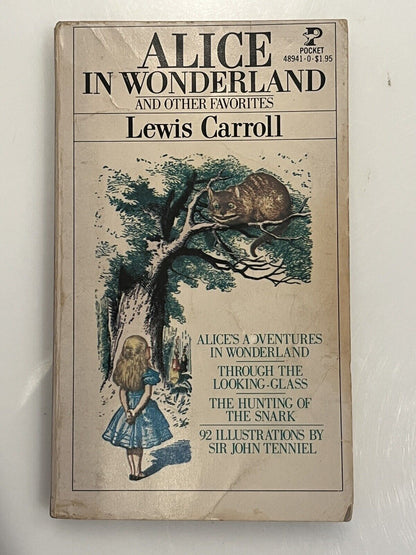 ALICE
IN WONDERLAND
AND OTHER FAVORITES
Lewis Carroll
POCKET
48941-0·$1.95
ALICE'S ADVENTURES
IN WONDERLAND
THROUGH THE
LOOKING-GLASS
THE HUNTING
OF THE SNARK
92 ILLUSTRATIONS BY
SIR JOHN TENNIEL